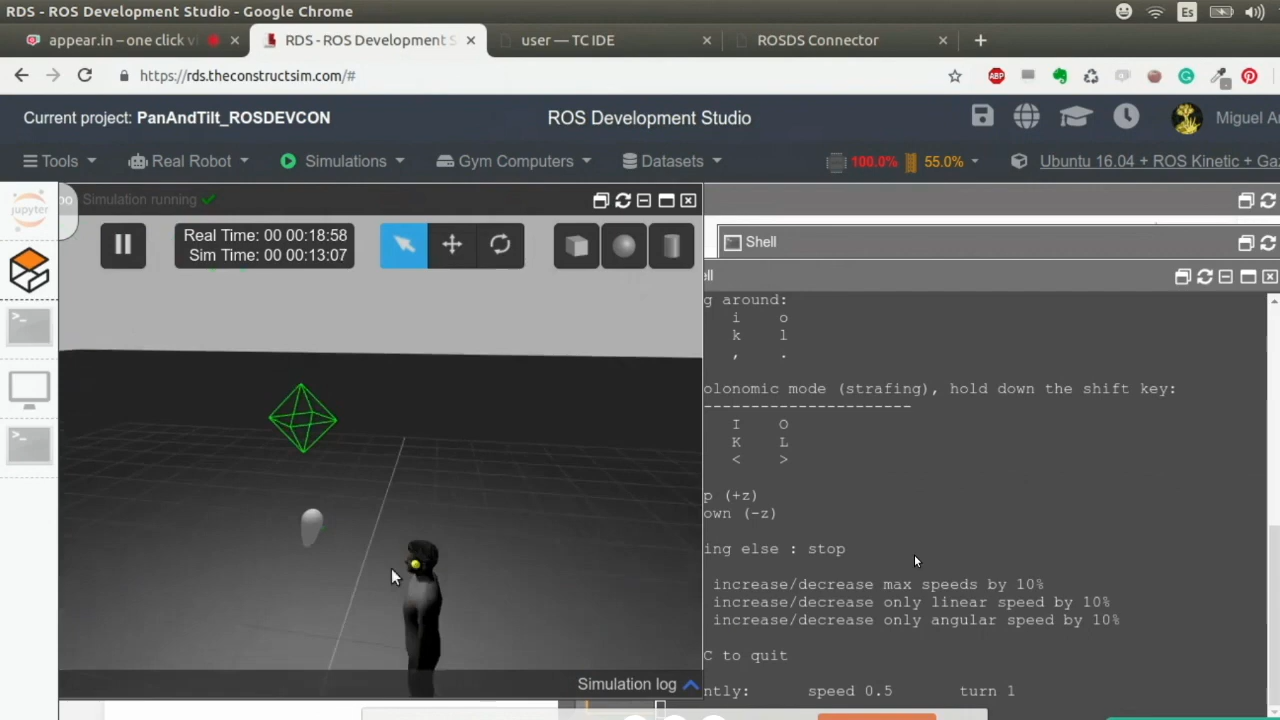 RDS - ROS Development Studio - Google Chrome
Es
appear.in – one click
RDS - ROS Development S
user — TC IDE
ROSDS Connector
https://rds.theconstructsim.com/#
ABP
Current project: PanAndTilt_ROSDEVCON
ROS Development Studio
Miguel A
Tools
Real Robot
Simulations
Gym Computers
Datasets
100.0%
55.0%
Ubuntu 16.04 + ROS Kinetic + Ga
jupyter
Simulation running
Real Time: 00 00:18:58
Sim Time: 00 00:13:07
Shell
ell
g around:
i o
k l
, .
olonomic mode (strafing), hold down the shift key:
-----------------------
I O
K L
< >
p (+z)
own (-z)
ing else : stop
increase/decrease max speeds by 10%
increase/decrease only linear speed by 10%
increase/decrease only angular speed by 10%
C to quit
ntly: speed 0.5 turn 1
Simulation log